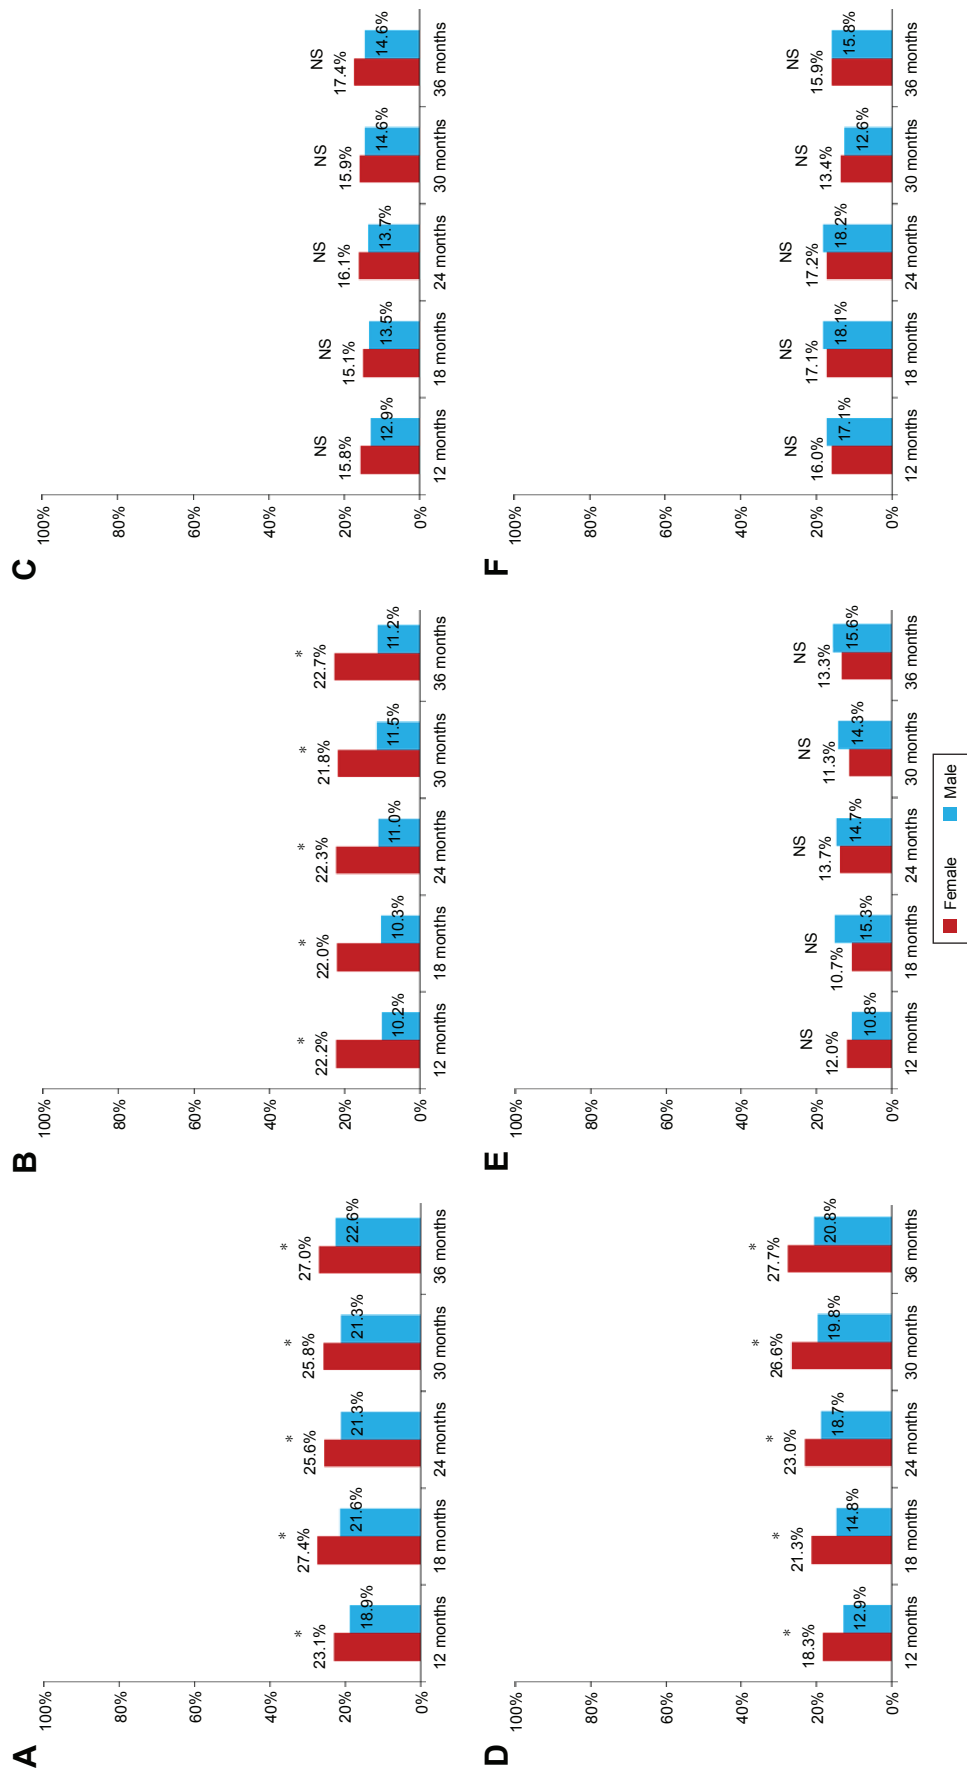 A
100%
80%
60%
40%
20%
0%
*
23.1%
18.9%
12 months
*
27.4%
21.6%
18 months
*
25.6%
21.3%
24 months
*
25.8%
21.3%
30 months
*
27.0%
22.6%
36 months
B
100%
80%
60%
40%
20%
0%
*
22.2%
10.2%
12 months
*
22.0%
10.3%
18 months
*
22.3%
11.0%
24 months
*
21.8%
11.5%
30 months
*
22.7%
11.2%
36 months
C
100%
80%
60%
40%
20%
0%
NS
15.8%
12.9%
12 months
NS
15.1%
13.5%
18 months
NS
16.1%
13.7%
24 months
NS
15.9%
14.6%
30 months
NS
17.4%
14.6%
36 months
D
100%
80%
60%
40%
20%
0%
*
18.3%
12.9%
12 months
*
21.3%
14.8%
18 months
*
23.0%
18.7%
24 months
*
26.6%
19.8%
30 months
*
27.7%
20.8%
36 months
E
100%
80%
60%
40%
20%
0%
NS
12.0%
10.8%
12 months
NS
10.7%
15.3%
18 months
NS
13.7%
14.7%
24 months
NS
11.3%
14.3%
30 months
NS
13.3%
15.6%
36 months
F
100%
80%
60%
40%
20%
0%
NS
16.0%
17.1%
12 months
NS
17.1%
18.1%
18 months
NS
17.2%
18.2%
24 months
NS
13.4%
12.6%
30 months
NS
15.9%
15.8%
36 months
Female
Male